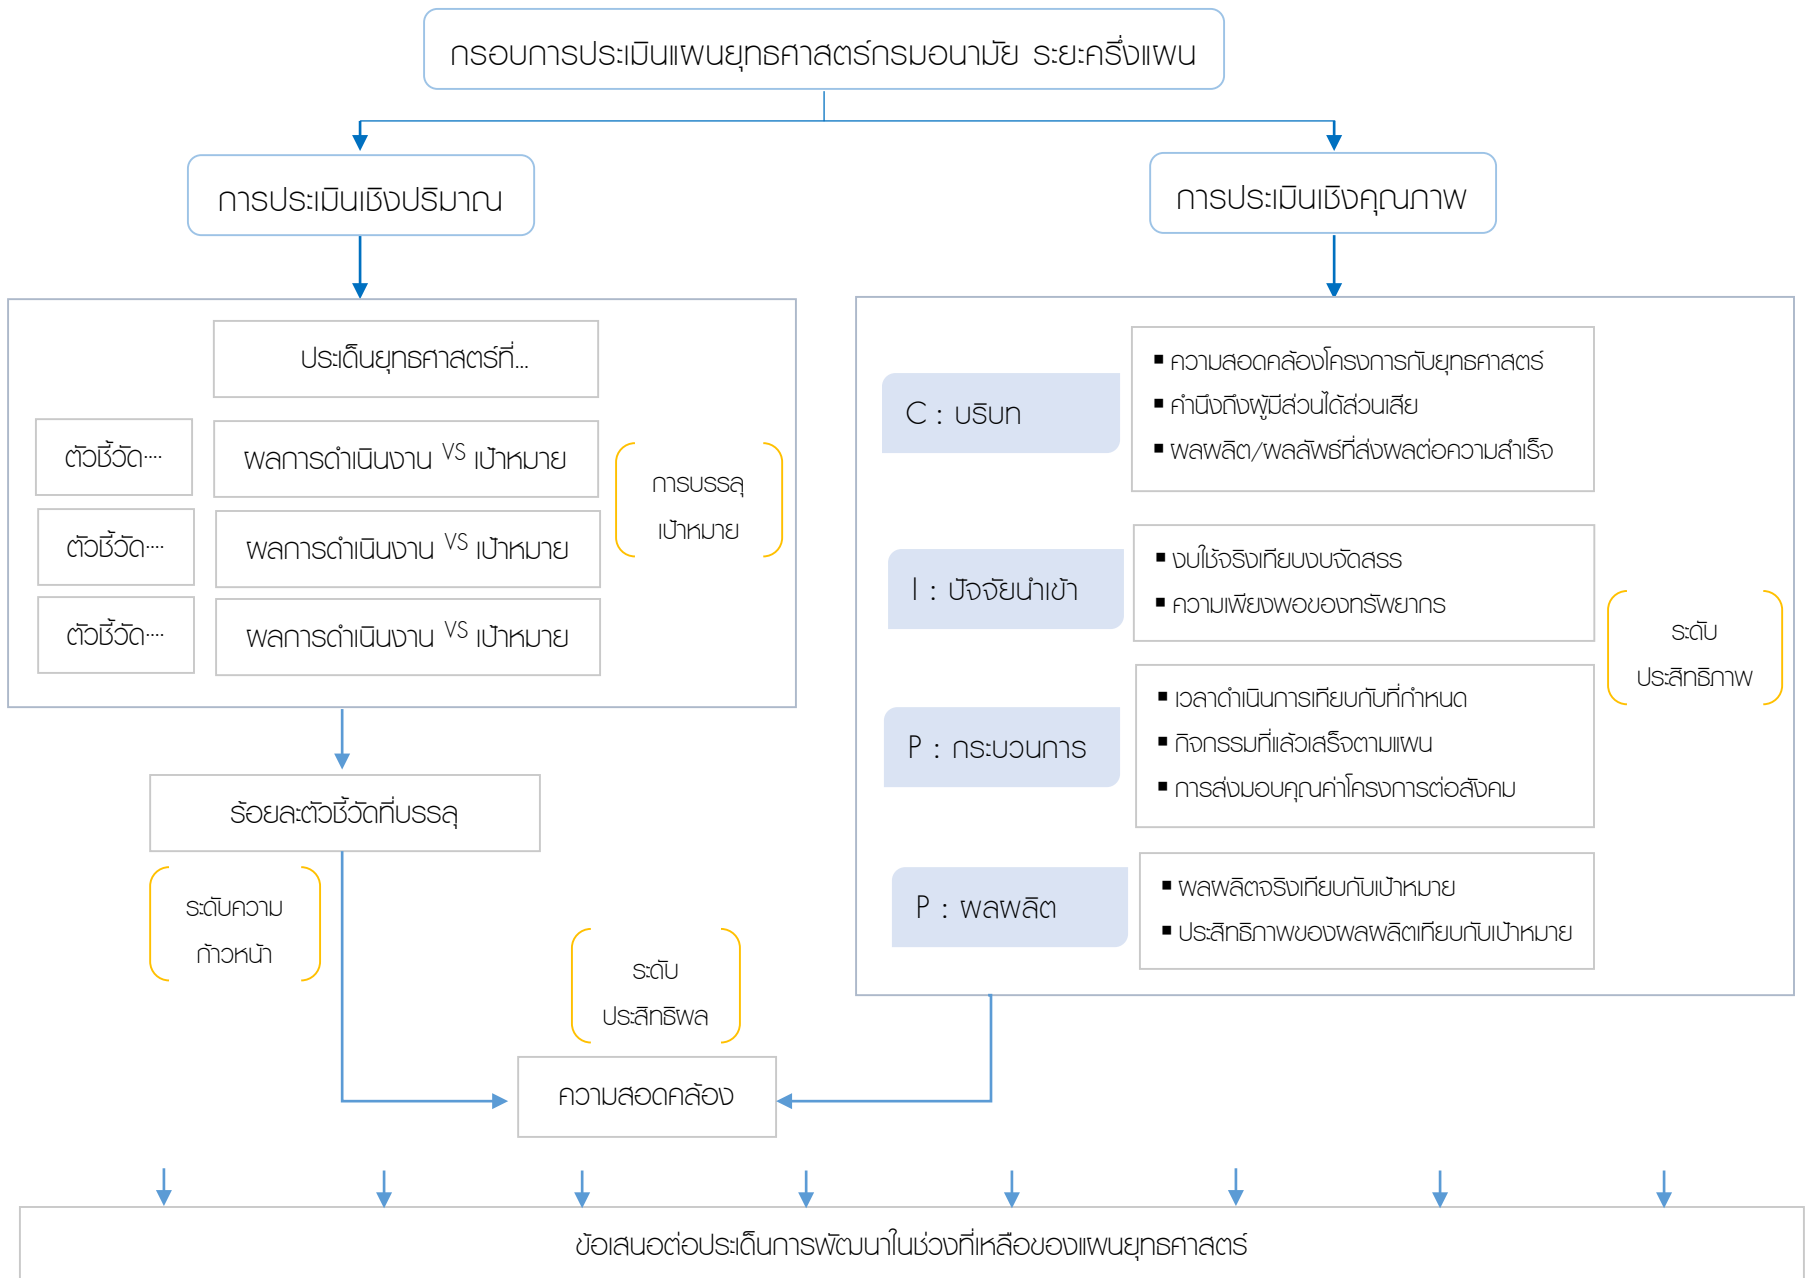 กรอบการประเมินแผนยุทธศาสตร์กรมอนามัย ระยะครึ่งแผน
การประเมินเชิงปริมาณ
การประเมินเชิงคุณภาพ
ประเด็นยุทธศาสตร์ที่...
ตัวชี้วัด....
ผลการดำเนินงาน VS เป้าหมาย
ตัวชี้วัด....
ผลการดำเนินงาน VS เป้าหมาย
ตัวชี้วัด....
ผลการดำเนินงาน VS เป้าหมาย
การบรรลุ
เป้าหมาย
ร้อยละตัวชี้วัดที่บรรลุ
ระดับความ
ก้าวหน้า
C : บริบท
▪ ความสอดคล้องโครงการกับยุทธศาสตร์
▪ คำนึงถึงผู้มีส่วนได้ส่วนเสีย
▪ ผลผลิต/ผลลัพธ์ที่ส่งผลต่อความสำเร็จ
I : ปัจจัยนำเข้า
▪ งบใช้จริงเทียบงบจัดสรร
▪ ความเพียงพอของทรัพยากร
P : กระบวนการ
▪ เวลาดำเนินการเทียบกับที่กำหนด
▪ กิจกรรมที่แล้วเสร็จตามแผน
▪ การส่งมอบคุณค่าโครงการต่อสังคม
P : ผลผลิต
▪ ผลผลิตจริงเทียบกับเป้าหมาย
▪ ประสิทธิภาพของผลผลิตเทียบกับเป้าหมาย
ระดับ
ประสิทธิภาพ
ระดับ
ประสิทธิผล
ความสอดคล้อง
ข้อเสนอต่อประเด็นการพัฒนาในช่วงที่เหลือของแผนยุทธศาสตร์